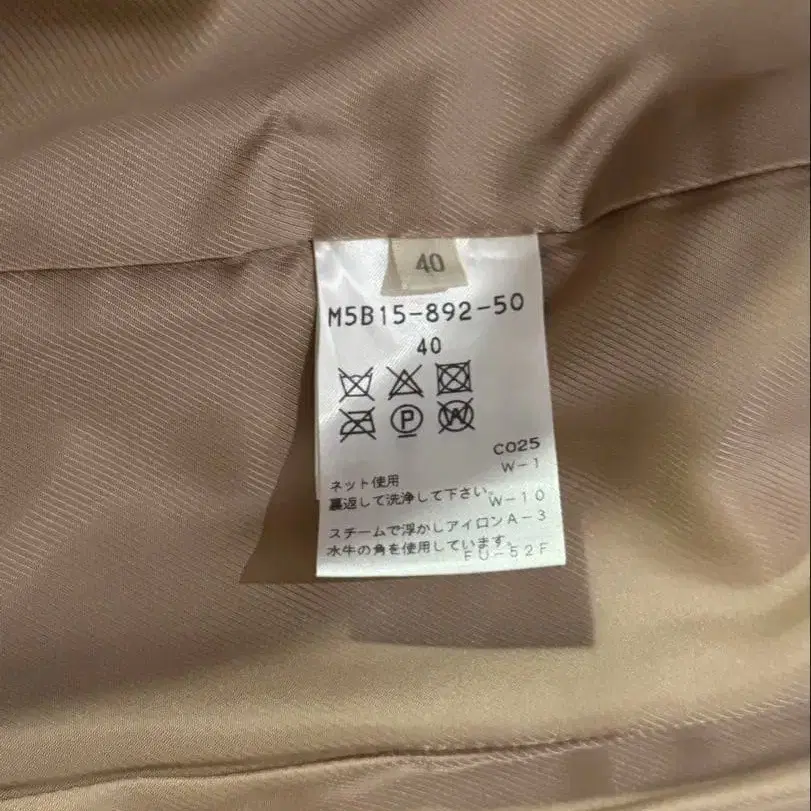 40
M5B15-892-50
40
P
W
C025
W-1
ネット使用
裏返して洗浄して下さい。
W-10
スチームで浮かしアイロン
A-3
水牛の角を使用しています。
FU-52F